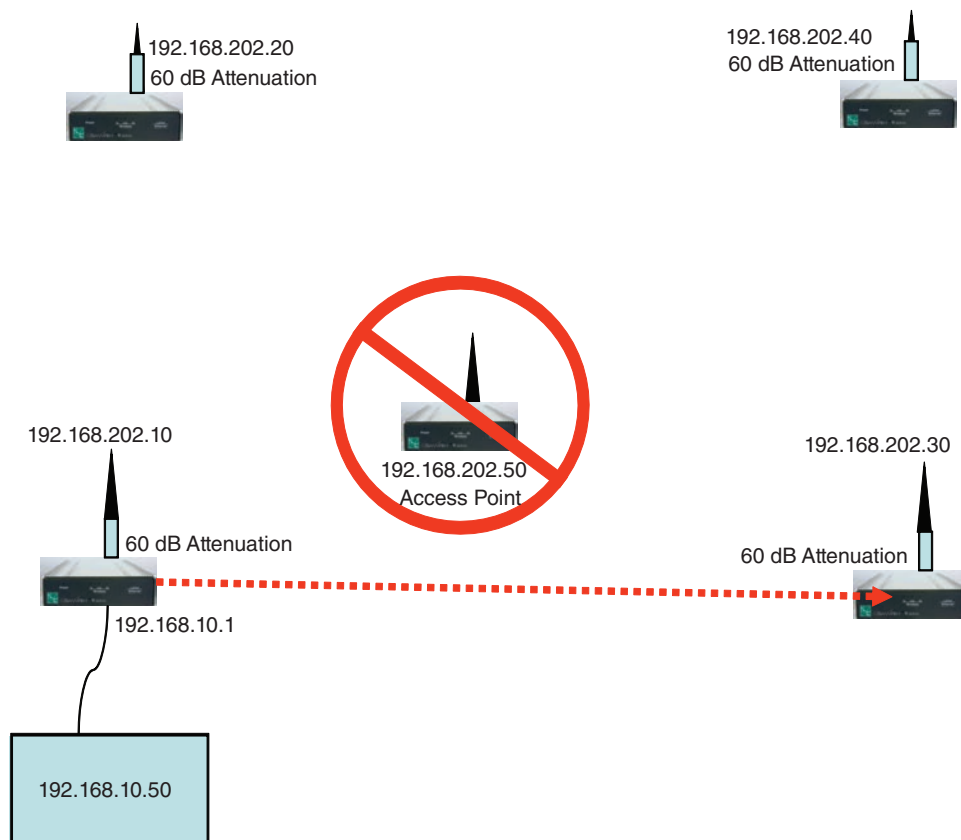 192.168.202.20
60 dB Attenuation
192.168.202.40
60 dB Attenuation
192.168.202.10
60 dB Attenuation
192.168.10.1
192.168.202.50
Access Point
192.168.202.30
60 dB Attenuation
192.168.10.50